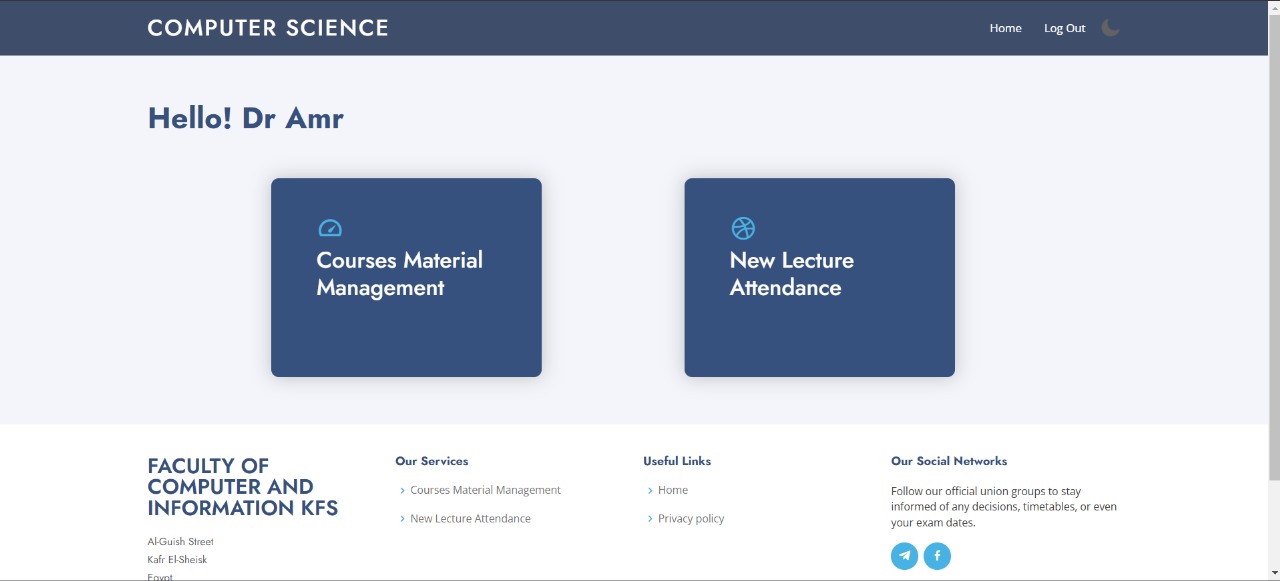 COMPUTER SCIENCE
Home
Log Out
Hello! Dr Amr
Courses Material
Management
New Lecture
Attendance
FACULTY OF
COMPUTER AND
INFORMATION KFS
Al-Guish Street
Kafr El-Sheisk
Egypt
Our Services
Courses Material Management
New Lecture Attendance
Useful Links
Home
Privacy policy
Our Social Networks
Follow our official union groups to stay
informed of any decisions, timetables, or even
your exam dates.